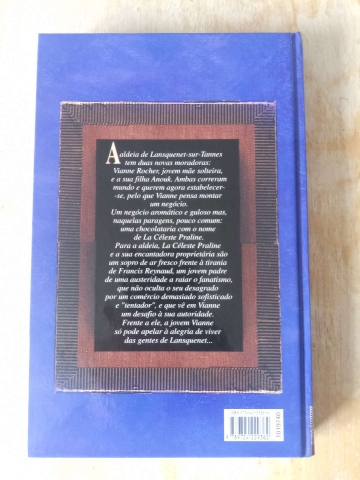 A aldeia de Lansquenet-sur-Tannes
tem duas novas moradoras:
Vianne Rocher, jovem mãe solteira,
e a sua filha Anouk. Ambas correram
mundo e querem agora estabelecer-
-se, pelo que Vianne pensa montar
um negócio.
Um negócio aromático e guloso mas,
naquelas paragens, pouco comum:
uma chocolataria com o nome
de La Céleste Praline.
Para a aldeia, La Céleste Praline
e a sua encantadora proprietária são
um sopro de ar fresco frente à tirania
de Francis Reynaud, um jovem padre
de uma austeridade a raiar o fanatismo,
que não oculta o seu desagrado
por um comércio demasiado sofisticado
e "tentador", e que vê em Vianne
um desafio à sua autoridade.
Frente a ele, a jovem Vianne
só pode apelar à alegria de viver
das gentes de Lansquenet...